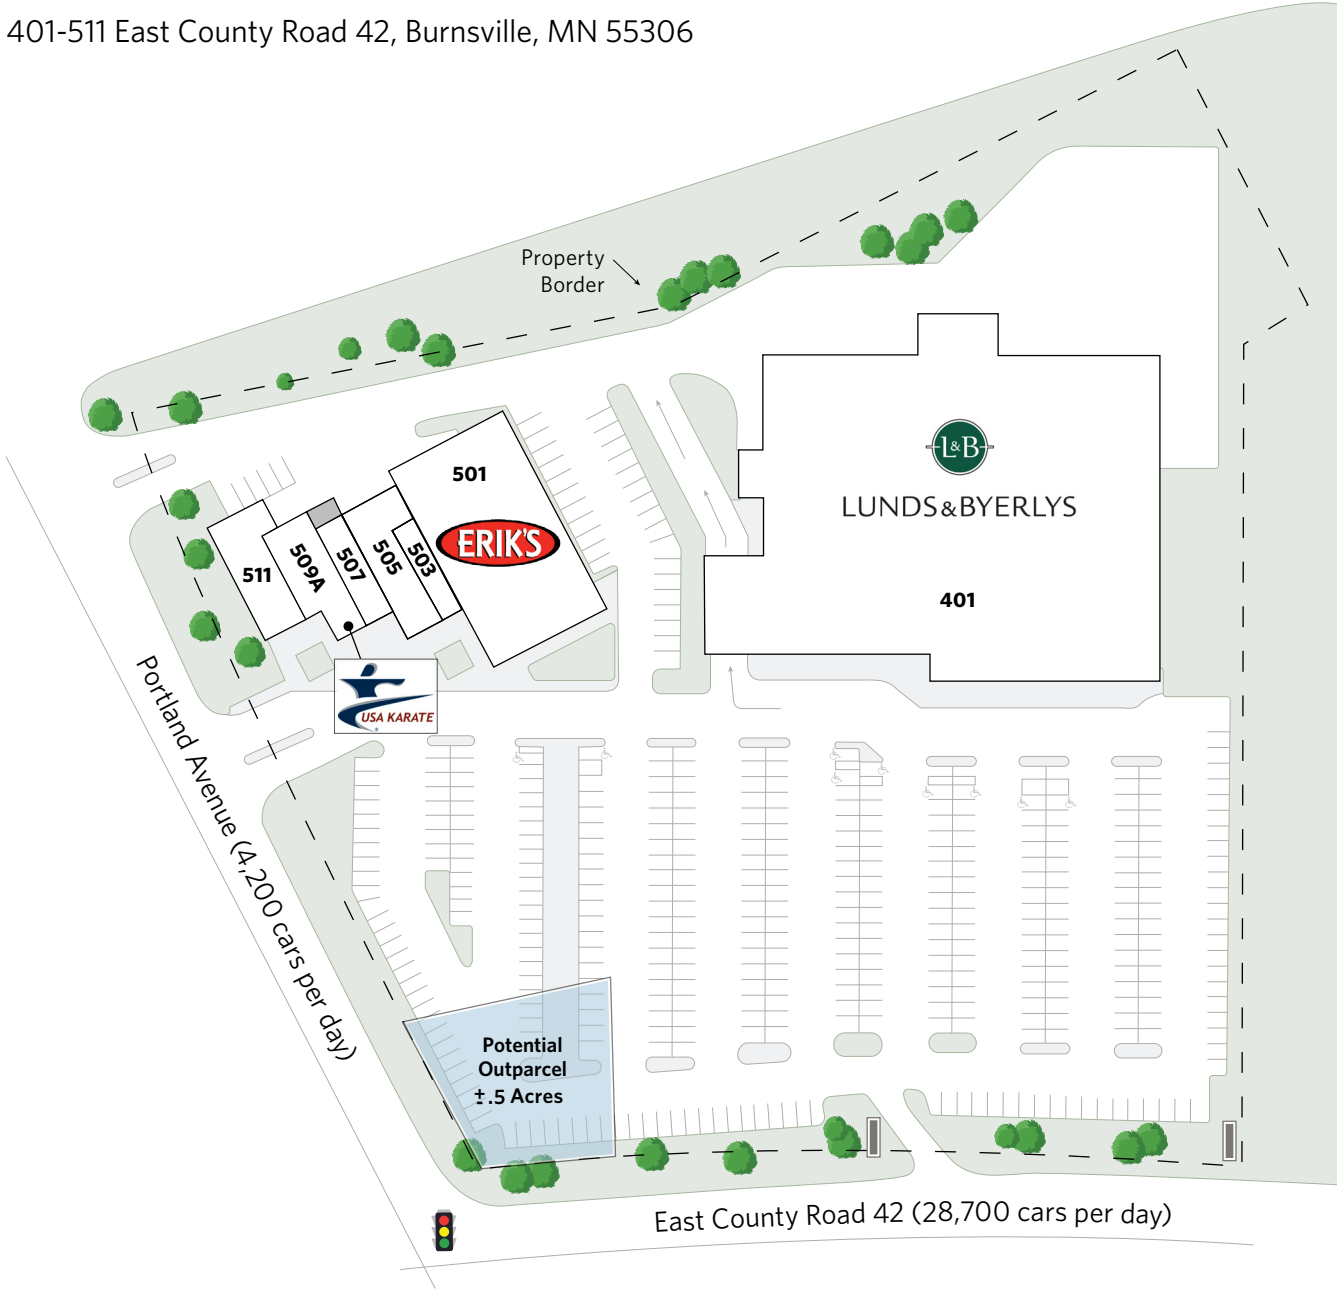 401-511 East County Road 42, Burnsville, MN 55306
Property
Border
501
ERIK'S
503
505
507
509A
511
USA KARATE
L&B
LUNDS&BYERLYS
401
Portland Avenue (4,200 cars per day)
Potential
Outparcel
±.5 Acres
East County Road 42 (28,700 cars per day)